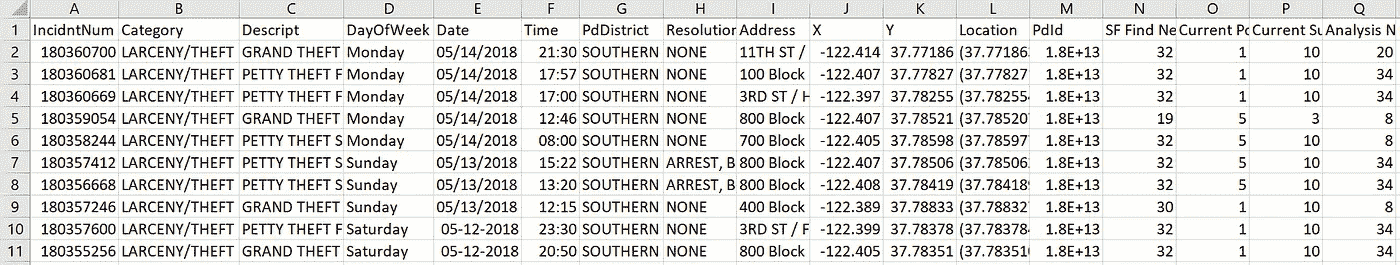 A B C D E F G H I J K L M N O P Q
1 IncidntNum Category Descript DayOfWeek Date Time PdDistrict Resolution Address X Y Location PdId SF Find Ne Current Po Current Su Analysis N
2 180360700 LARCENY/THEFT GRAND THEFT Monday 05/14/2018 21:30 SOUTHERN NONE 11TH ST / -122.414 37.77186 (37.77186 1.8E+13 32 1 10 20
3 180360681 LARCENY/THEFT PETTY THEFT F Monday 05/14/2018 17:57 SOUTHERN NONE 100 Block -122.407 37.77827 (37.77827 1.8E+13 32 1 10 34
4 180360669 LARCENY/THEFT PETTY THEFT F Monday 05/14/2018 17:00 SOUTHERN NONE 3RD ST / H -122.397 37.78255 (37.78254 1.8E+13 32 1 10 34
5 180359054 LARCENY/THEFT GRAND THEFT Monday 05/14/2018 12:46 SOUTHERN NONE 800 Block -122.407 37.78521 (37.78520 1.8E+13 19 5 3 8
6 180358244 LARCENY/THEFT PETTY THEFT S Monday 05/14/2018 08:00 SOUTHERN NONE 700 Block -122.405 37.78598 (37.78597 1.8E+13 32 5 10 8
7 180357412 LARCENY/THEFT PETTY THEFT S Sunday 05/13/2018 15:22 SOUTHERN ARREST, B 800 Block -122.407 37.78506 (37.78506 1.8E+13 32 5 10 34
8 180356668 LARCENY/THEFT PETTY THEFT S Sunday 05/13/2018 13:20 SOUTHERN ARREST, B 800 Block -122.408 37.78419 (37.78418 1.8E+13 32 5 10 34
9 180357246 LARCENY/THEFT GRAND THEFT Sunday 05/13/2018 12:15 SOUTHERN NONE 400 Block -122.389 37.78833 (37.78832 1.8E+13 30 1 10 8
10 180357600 LARCENY/THEFT PETTY THEFT F Saturday 05-12-2018 23:30 SOUTHERN NONE 3RD ST / F -122.399 37.78378 (37.78378 1.8E+13 32 1 10 34
11 180355256 LARCENY/THEFT GRAND THEFT Saturday 05-12-2018 20:50 SOUTHERN NONE 800 Block -122.405 37.78351 (37.78351 1.8E+13 32 1 10 34